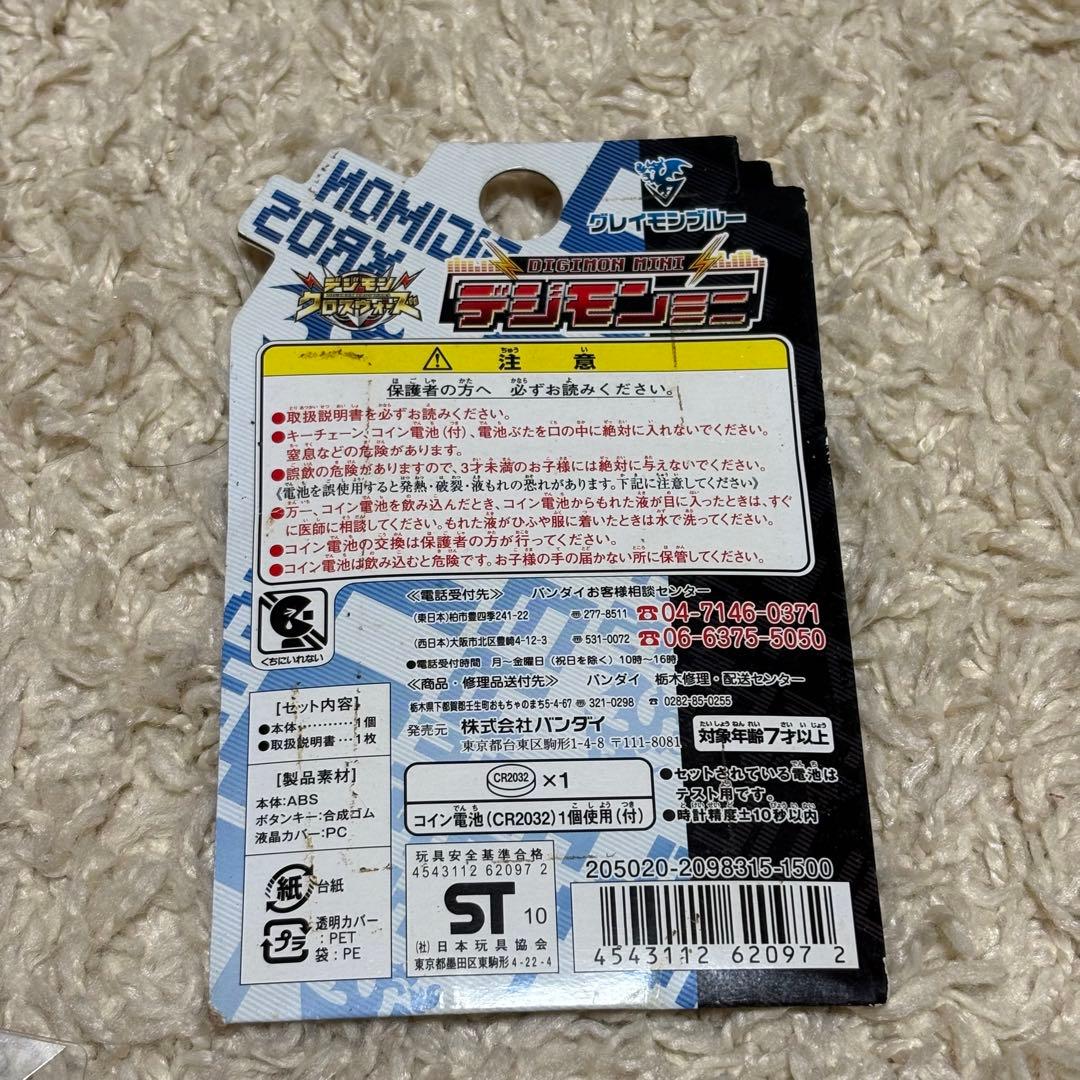 グレイモンブルー
DIGIMON MINI
デジモン
クロスウォーズ
デジモンミニ
注意
保護者の方へ 必ずお読みください。
●取扱説明書を必ずお読みください。
●キーチェーン、コイン電池(付)、電池ぶたを口の中に絶対に入れないでください。
窒息などの危険があります。
●誤飲の危険がありますので、3才未満のお子様には絶対に与えないでください。
《電池を誤使用すると発熱・破裂・液もれの恐れがあります。下記に注意してください》
●万一、コイン電池を飲み込んだとき、コイン電池からもれた液が目に入ったときは、すぐ
に医師に相談してください。もれた液がひふや服に着いたときは水で洗ってください。
●コイン電池の交換は保護者の方が行ってください。
●コイン電池は飲み込むと危険です。お子様の手の届かない所に保管してください。
くちにいれない
≪電話受付先≫ バンダイお客様相談センター
(東日本)柏市豊四季241-22 〠277-8511 ☎04-7146-0371
(西日本)大阪市北区豊崎4-12-3 〠531-0072 ☎06-6375-5050
●電話受付時間 月〜金曜日(祝日を除く)10時〜16時
≪商品・修理品送付先≫ バンダイ 栃木修理・配送センター
栃木県下都賀郡壬生町おもちゃのまち5-4-67 〠321-0298 ☎0282-85-0255
発売元 株式会社バンダイ
東京都台東区駒形1-4-8 〒111-8081
対象年齢7才以上
[セット内容]
●本体…………1個
●取扱説明書…1枚
[製品素材]
本体:ABS
ボタンキー:合成ゴム
液晶カバー:PC
紙 台紙
プラ 透明カバー
:PET
袋:PE
CR2032 ×1
コイン電池(CR2032)1個使用(付)
●セットされている電池は
テスト用です。
●時計精度±10秒以内
玩具安全基準合格
4543112 62097 2
ST 10
(社)日本玩具協会
東京都墨田区東駒形4-22-4
205020-2098315-1500
4543112 62097 2